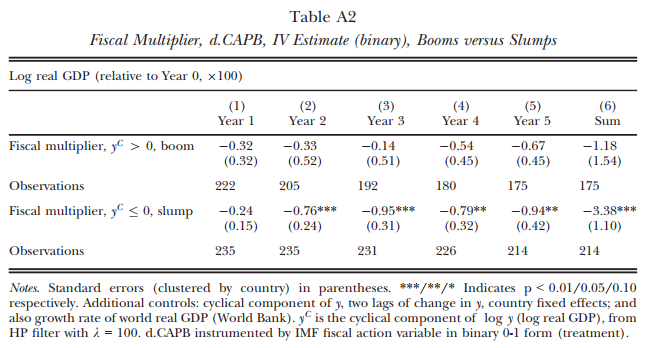 Table A2
Fiscal Multiplier, d.CAPB, IV Estimate (binary), Booms versus Slumps
Log real GDP (relative to Year 0, ×100)
(1) (2) (3) (4) (5) (6)
Year 1 Year 2 Year 3 Year 4 Year 5 Sum
Fiscal multiplier, y^C > 0, boom −0.32 −0.33 −0.14 −0.54 −0.67 −1.18
(0.32) (0.52) (0.51) (0.45) (0.45) (1.54)
Observations 222 205 192 180 175 175
Fiscal multiplier, y^C ≤ 0, slump −0.24 −0.76*** −0.95*** −0.79** −0.94** −3.38***
(0.15) (0.24) (0.31) (0.32) (0.42) (1.10)
Observations 235 235 231 226 214 214
Notes. Standard errors (clustered by country) in parentheses. ***/**/* Indicates p < 0.01/0.05/0.10
respectively. Additional controls: cyclical component of y, two lags of change in y, country fixed effects; and
also growth rate of world real GDP (World Bank). y^C is the cyclical component of log y (log real GDP), from
HP filter with λ = 100. d.CAPB instrumented by IMF fiscal action variable in binary 0-1 form (treatment).